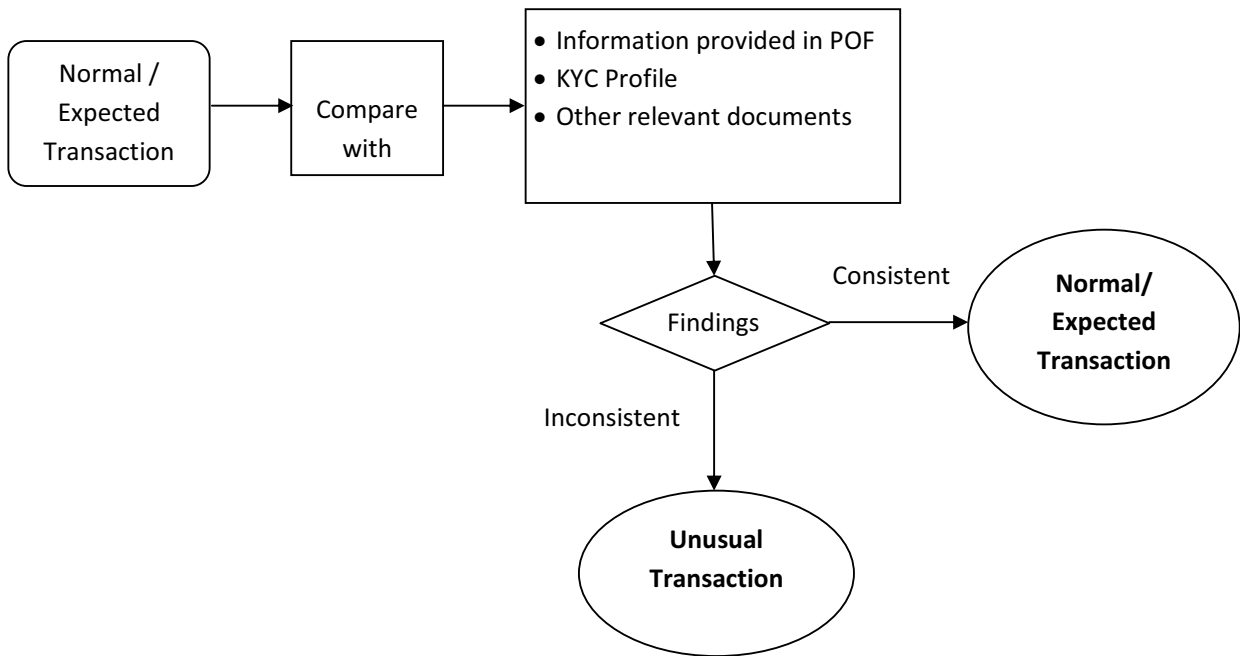 Normal /
Expected
Transaction
Compare
with
• Information provided in POF
• KYC Profile
• Other relevant documents
Findings
Consistent
Normal/
Expected
Transaction
Inconsistent
Unusual
Transaction